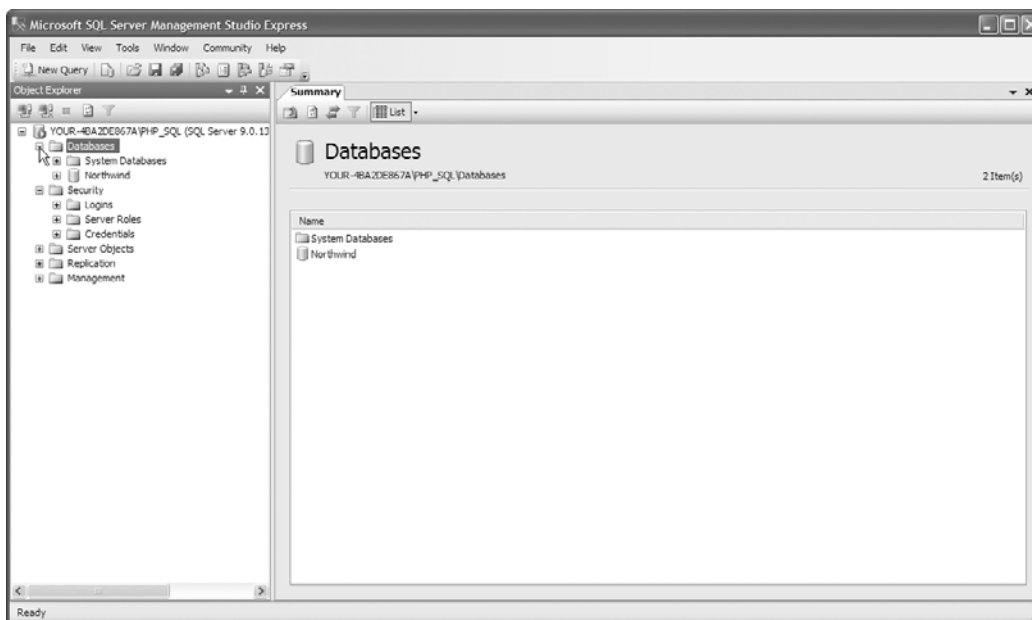 Microsoft SQL Server Management Studio Express
File Edit View Tools Window Community Help
New Query
Object Explorer
YOUR-4BA2DE867A\PHP_SQL (SQL Server 9.0.13
Databases
System Databases
Northwind
Security
Logins
Server Roles
Credentials
Server Objects
Replication
Management
Summary
List
Databases
YOUR-4BA2DE867A\PHP_SQL\Databases
2 Item(s)
Name
System Databases
Northwind
Ready